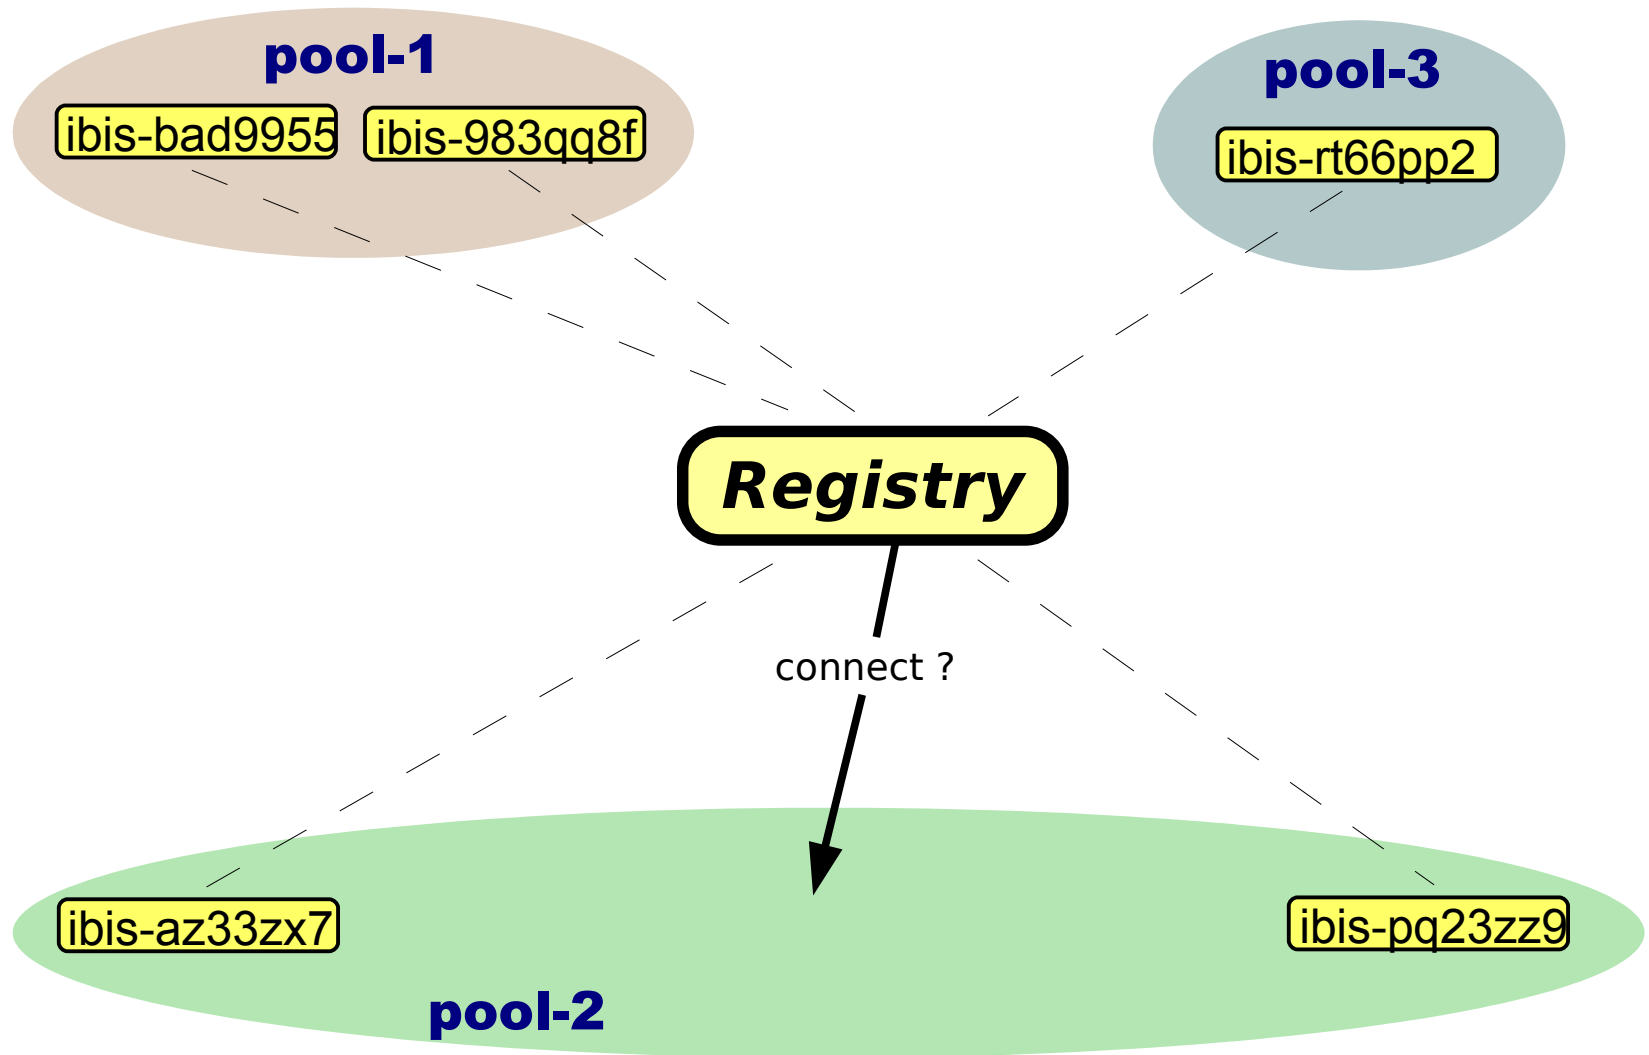 pool-1
ibis-bad9955
ibis-983qq8f
pool-3
ibis-rt66pp2
Registry
connect ?
ibis-az33zx7
ibis-pq23zz9
pool-2